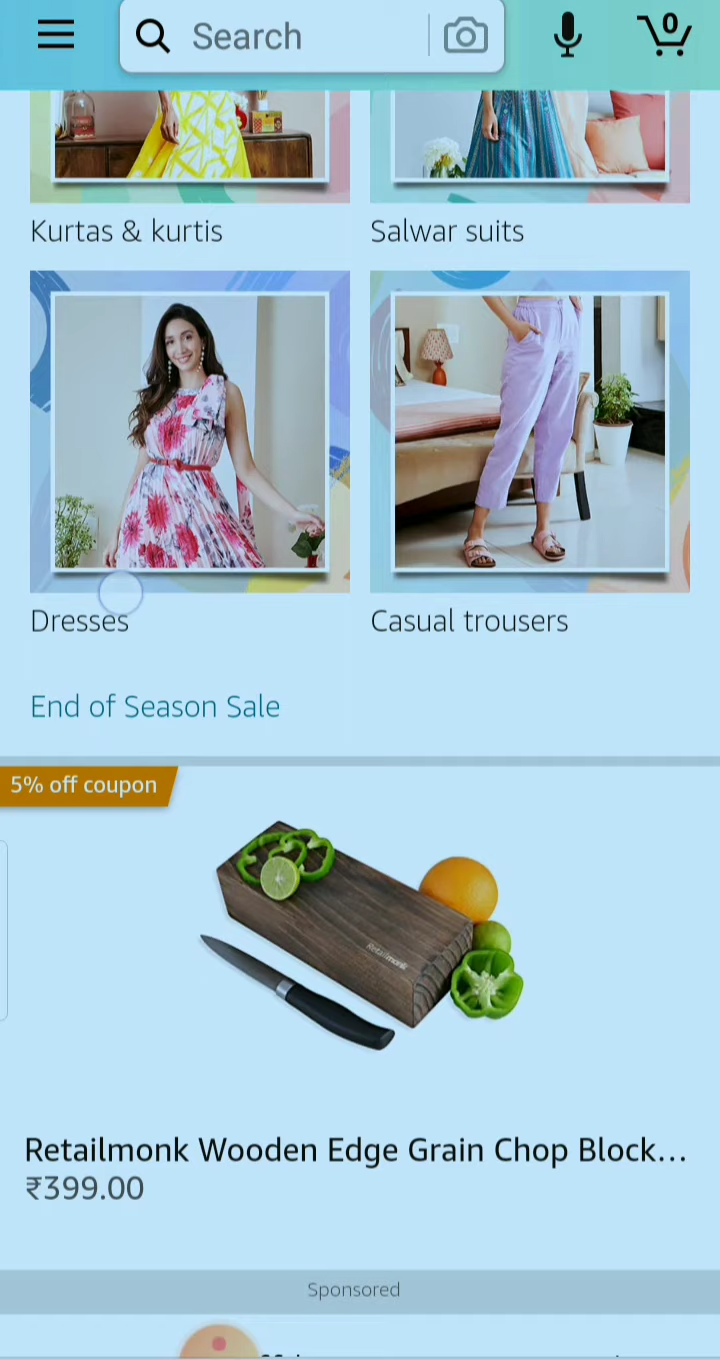 Search
0
Kurtas & kurtis
Salwar suits
Dresses
Casual trousers
End of Season Sale
5% off coupon
Retailmonk
Retailmonk Wooden Edge Grain Chop Block...
₹399.00
Sponsored